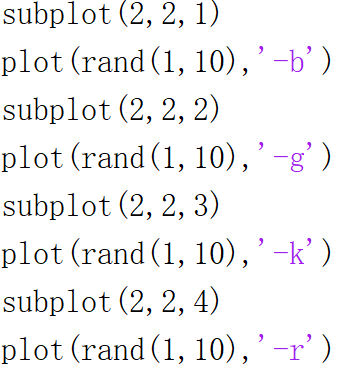 subplot(2,2,1)
plot(rand(1,10),'-b')
subplot(2,2,2)
plot(rand(1,10),'-g')
subplot(2,2,3)
plot(rand(1,10),'-k')
subplot(2,2,4)
plot(rand(1,10),'-r')